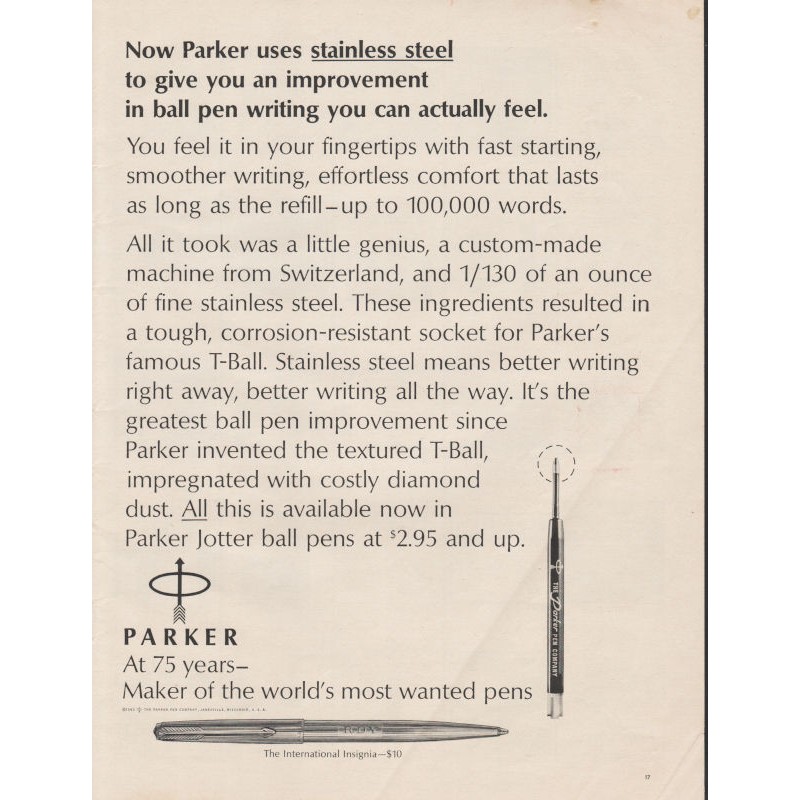 Now Parker uses stainless steel
to give you an improvement
in ball pen writing you can actually feel.
You feel it in your fingertips with fast starting,
smoother writing, effortless comfort that lasts
as long as the refill–up to 100,000 words.
All it took was a little genius, a custom-made
machine from Switzerland, and 1/130 of an ounce
of fine stainless steel. These ingredients resulted in
a tough, corrosion-resistant socket for Parker's
famous T-Ball. Stainless steel means better writing
right away, better writing all the way. It's the
greatest ball pen improvement since
Parker invented the textured T-Ball,
impregnated with costly diamond
dust. All this is available now in
Parker Jotter ball pens at $2.95 and up.
THE Parker PEN COMPANY
PARKER
At 75 years–
Maker of the world's most wanted pens
THE PARKER PEN COMPANY, JANESVILLE, WISCONSIN, U.S.A.
The International Insignia—$10
17